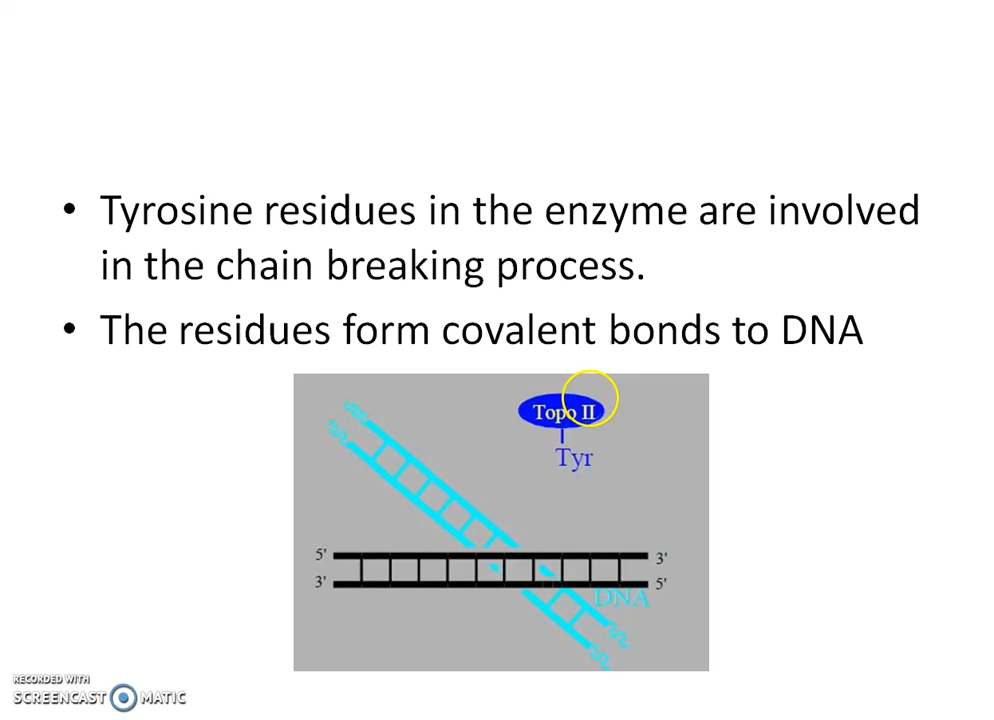 • Tyrosine residues in the enzyme are involved
in the chain breaking process.
• The residues form covalent bonds to DNA
Topo II
Tyr
5' 3'
3' 5'
DNA
RECORDED WITH
SCREENCAST MATIC